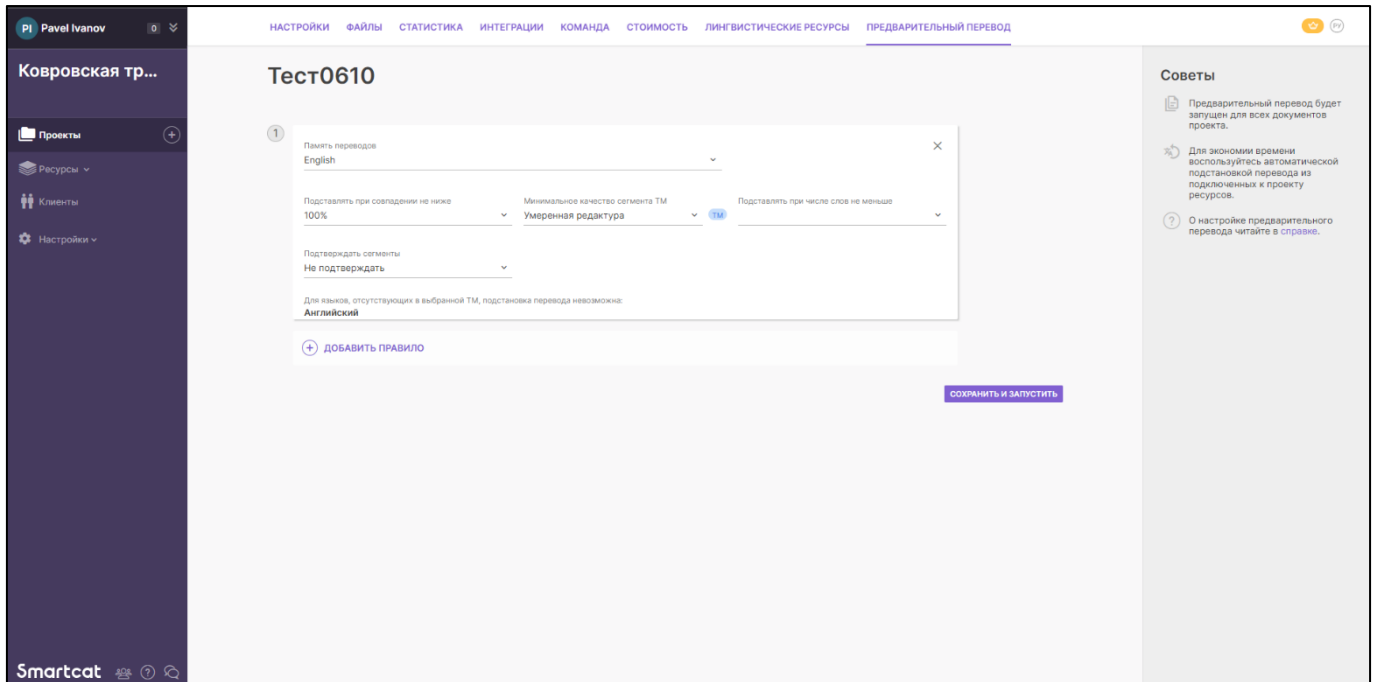 PI Pavel Ivanov 0
НАСТРОЙКИ ФАЙЛЫ СТАТИСТИКА ИНТЕГРАЦИИ КОМАНДА СТОИМОСТЬ ЛИНГВИСТИЧЕСКИЕ РЕСУРСЫ ПРЕДВАРИТЕЛЬНЫЙ ПЕРЕВОД
РУ
Ковровская тр...
Проекты
Ресурсы
Клиенты
Настройки
Smartcat
Тест0610
1
Память переводов
English
Подставлять при совпадении не ниже
100%
Минимальное качество сегмента ТМ
Умеренная редактура
TM
Подставлять при числе слов не меньше
Подтверждать сегменты
Не подтверждать
Для языков, отсутствующих в выбранной ТМ, подстановка перевода невозможна:
Английский
ДОБАВИТЬ ПРАВИЛО
СОХРАНИТЬ И ЗАПУСТИТЬ
Советы
Предварительный перевод будет
запущен для всех документов
проекта.
Для экономии времени
воспользуйтесь автоматической
подстановкой перевода из
подключенных к проекту
ресурсов.
О настройке предварительного
перевода читайте в справке.